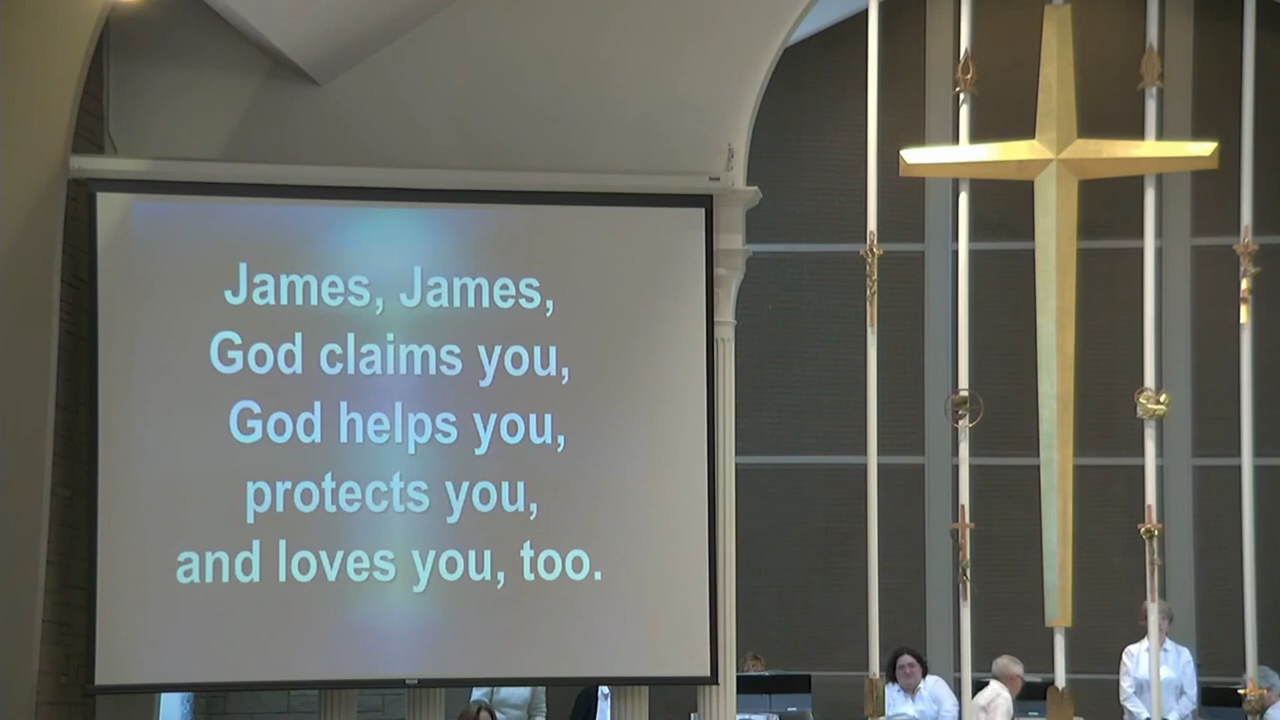 James, James,
God claims you,
God helps you,
protects you,
and loves you, too.